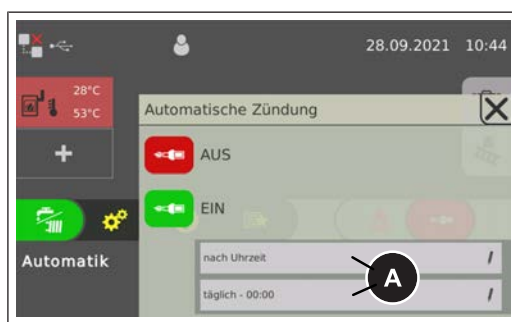 28.09.2021 10:44
28°C
53°C
Automatische Zündung
+
AUS
EIN
Automatik
nach Uhrzeit
täglich - 00:00
A